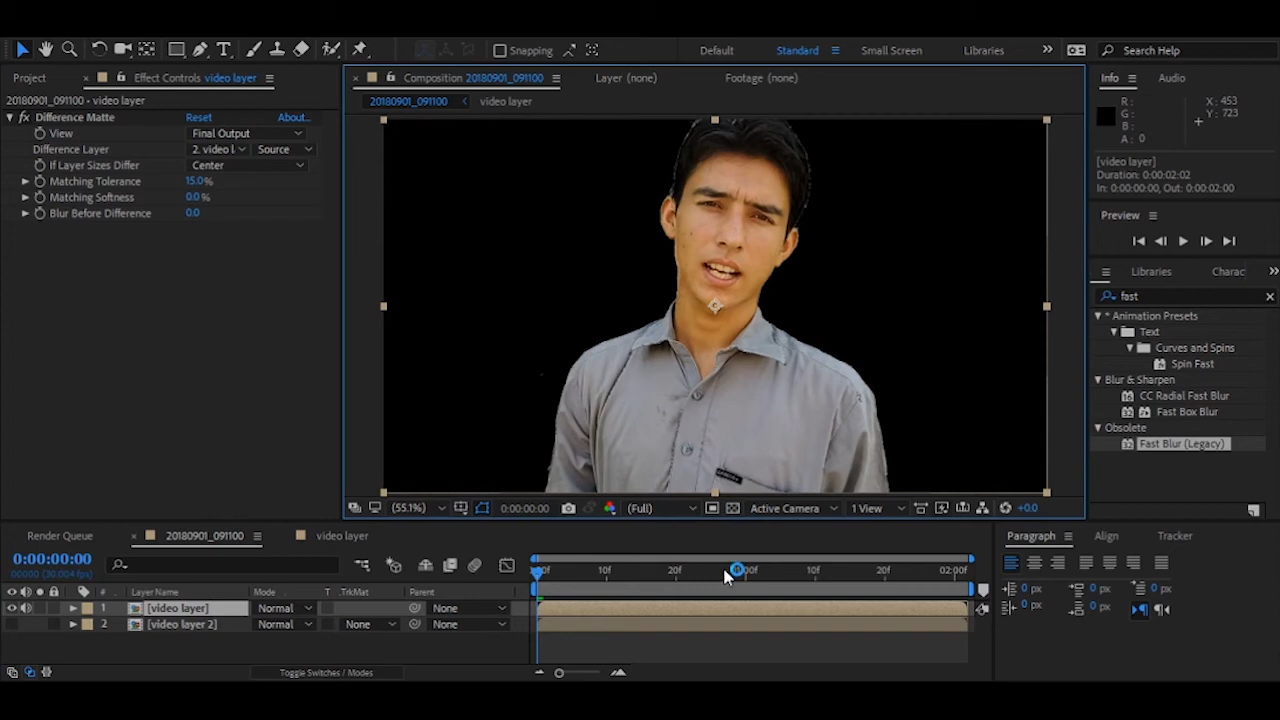 Snapping
Default
Standard
Small Screen
Libraries
Search Help
Project
Effect Controls video layer
20180901_091100 • video layer
fx Difference Matte Reset About...
View Final Output
Difference Layer 2. video l Source
If Layer Sizes Differ Center
Matching Tolerance 15.0%
Matching Softness 0.0 %
Blur Before Difference 0.0
Composition 20180901_091100
Layer (none)
Footage (none)
20180901_091100 video layer
(55.1%) 0:00:00:00 (Full) Active Camera 1 View +0.0
Info Audio
R: X: 453
G: Y: 723
B:
A: 0
[video layer]
Duration: 0:00:02:02
In: 0:00:00:00, Out: 0:00:02:00
Preview
Libraries Charac
fast
* Animation Presets
Text
Curves and Spins
Spin Fast
Blur & Sharpen
CC Radial Fast Blur
Fast Box Blur
Obsolete
Fast Blur (Legacy)
Render Queue 20180901_091100 video layer
0:00:00:00
00000 (30.004 fps)
# Layer Name Mode T .TrkMat Parent
1 [video layer] Normal None
2 [video layer 2] Normal None None
Toggle Switches / Modes
10f 20f 10f 20f 02:00f
Paragraph Align Tracker
0 px 0 px 0 px
0 px 0 px